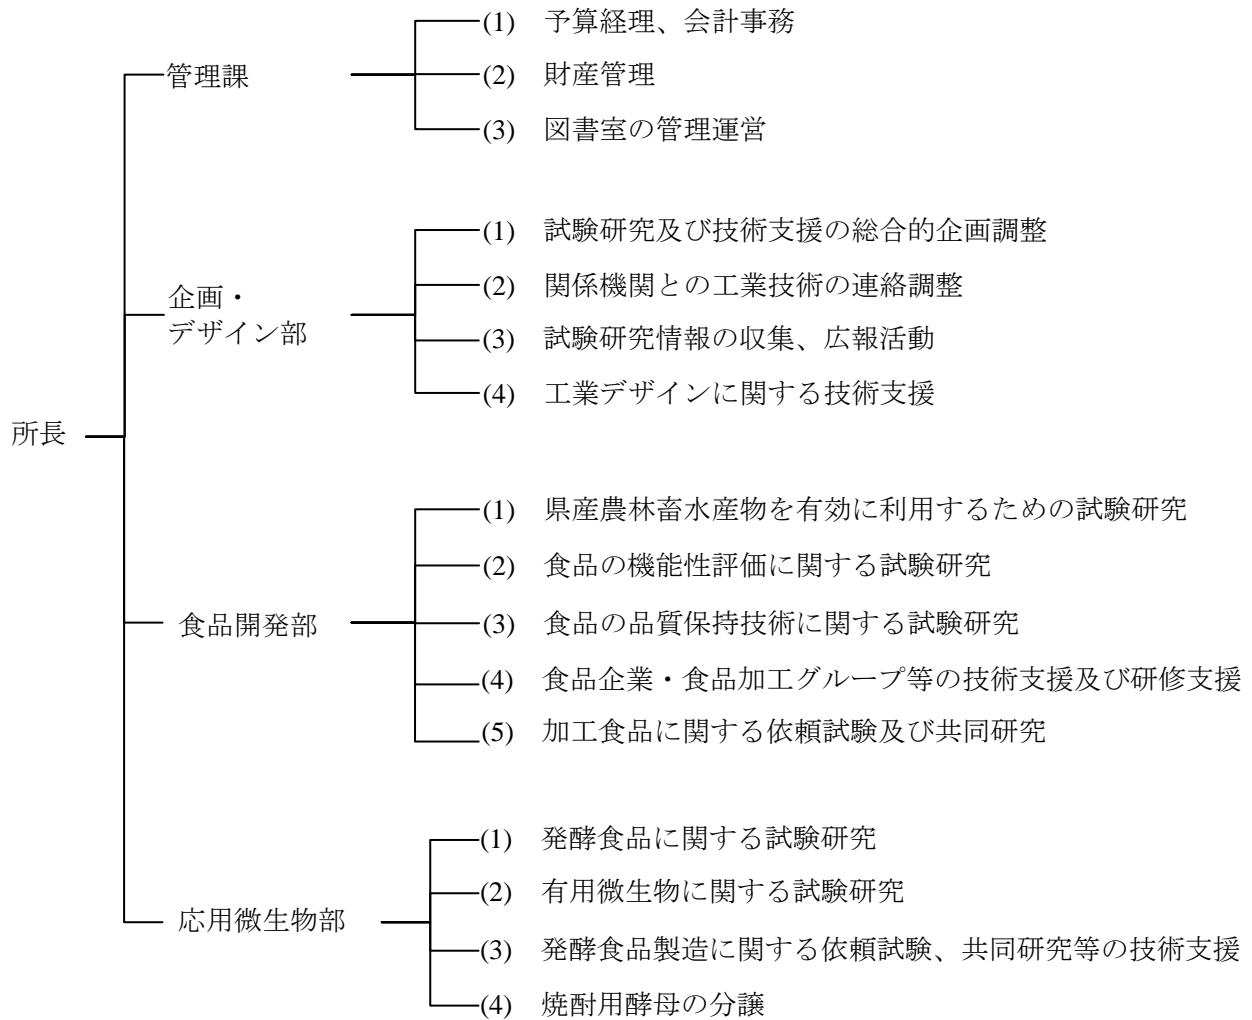 所長
管理課
(1) 予算経理、会計事務
(2) 財産管理
(3) 図書室の管理運営
企画・
デザイン部
(1) 試験研究及び技術支援の総合的企画調整
(2) 関係機関との工業技術の連絡調整
(3) 試験研究情報の収集、広報活動
(4) 工業デザインに関する技術支援
食品開発部
(1) 県産農林畜水産物を有効に利用するための試験研究
(2) 食品の機能性評価に関する試験研究
(3) 食品の品質保持技術に関する試験研究
(4) 食品企業・食品加工グループ等の技術支援及び研修支援
(5) 加工食品に関する依頼試験及び共同研究
応用微生物部
(1) 発酵食品に関する試験研究
(2) 有用微生物に関する試験研究
(3) 発酵食品製造に関する依頼試験、共同研究等の技術支援
(4) 焼酎用酵母の分譲